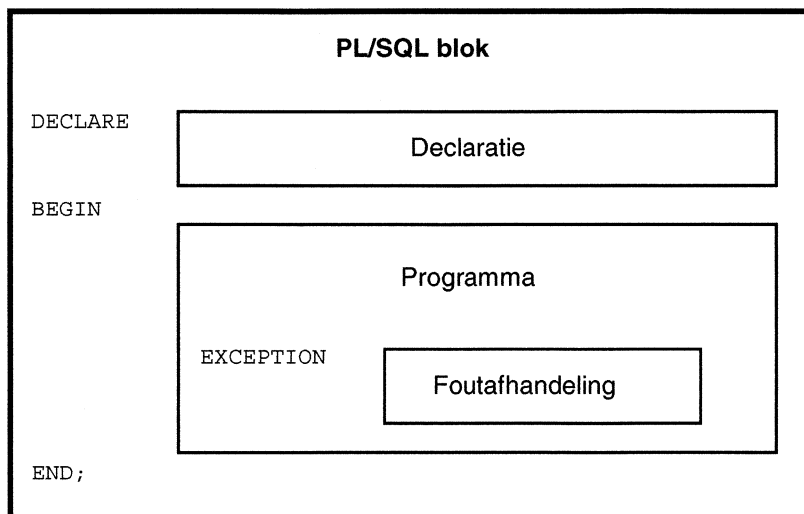 PL/SQL blok
DECLARE
Declaratie
BEGIN
Programma
EXCEPTION
Foutafhandeling
END;